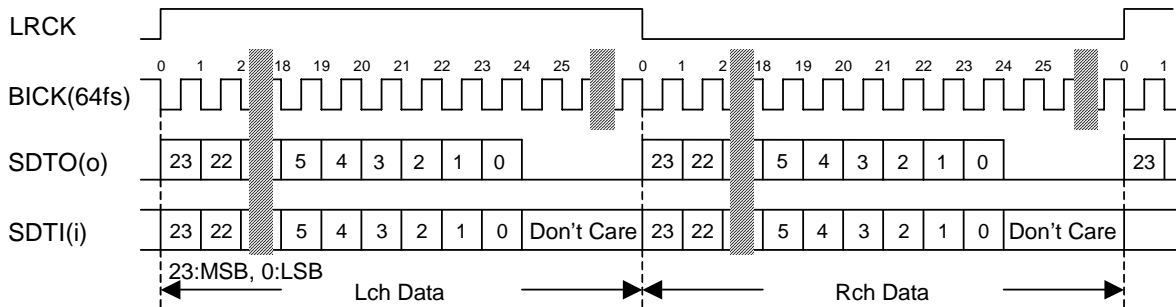 LRCK
0 1 2 18 19 20 21 22 23 24 25 0 1 2 18 19 20 21 22 23 24 25 0 1
BICK(64fs)
SDTO(o) 23 22 5 4 3 2 1 0 23 22 5 4 3 2 1 0 23
SDTI(i) 23 22 5 4 3 2 1 0 Don't Care 23 22 5 4 3 2 1 0 Don't Care
23:MSB, 0:LSB
Lch Data Rch Data